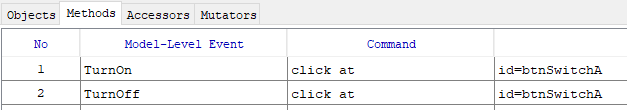 Objects Methods Accessors Mutators
No Model-Level Event Command
1 TurnOn click at id=btnSwitchA
2 TurnOff click at id=btnSwitchA